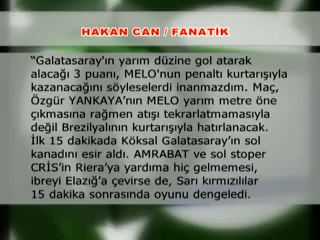 HAKAN CAN / FANATİK
“Galatasaray'ın yarım düzine gol atarak
alacağı 3 puanı, MELO'nun penaltı kurtarışıyla
kazanacağını söyleselerdi inanmazdım. Maç,
Özgür YANKAYA’nın MELO yarım metre öne
çıkmasına rağmen atışı tekrarlatmamasıyla
değil Brezilyalının kurtarışıyla hatırlanacak.
İlk 15 dakikada Köksal Galatasaray’ın sol
kanadını esir aldı. AMRABAT ve sol stoper
CRİS’in Riera’ya yardıma hiç gelmemesi,
ibreyi Elazığ’a çevirse de, Sarı kırmızılılar
15 dakika sonrasında oyunu dengeledi.